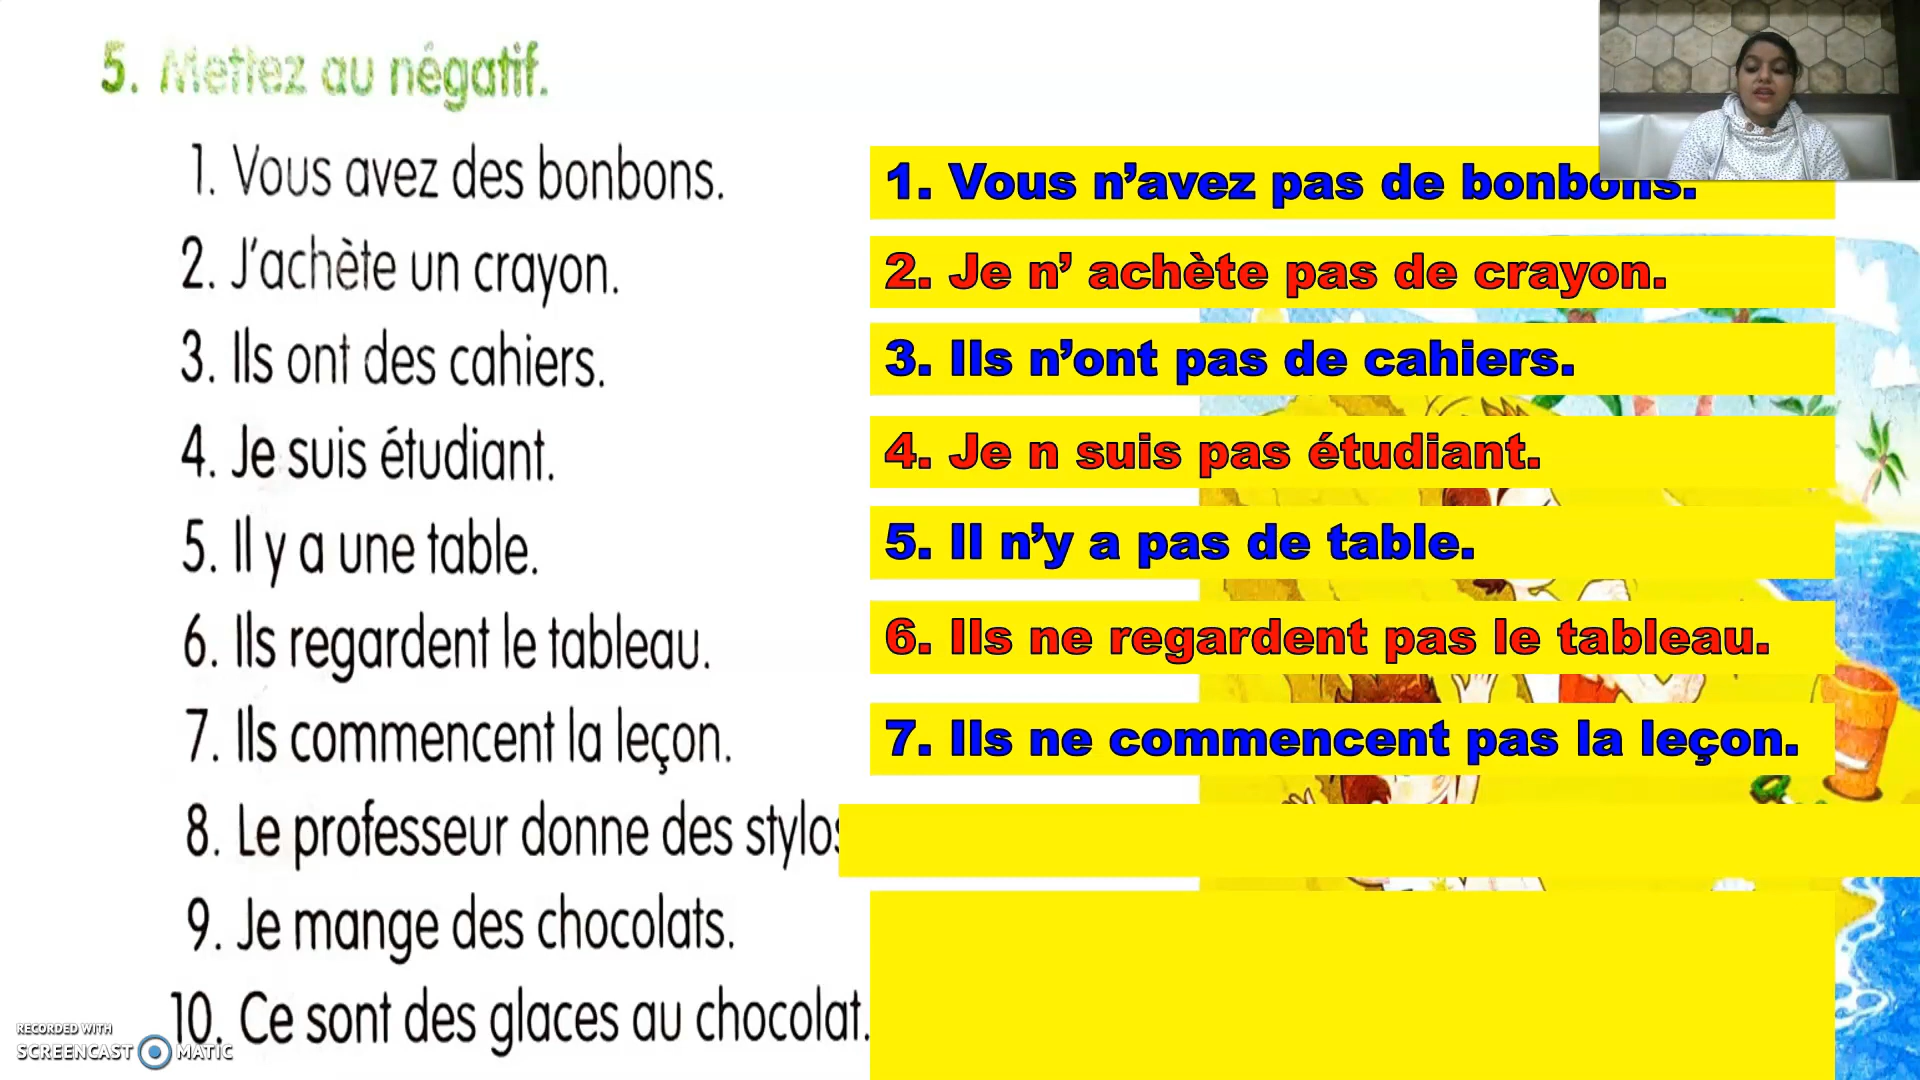 5. Mettez au négatif.
1. Vous avez des bonbons.
2. J'achète un crayon.
3. Ils ont des cahiers.
4. Je suis étudiant.
5. Il y a une table.
6. Ils regardent le tableau.
7. Ils commencent la leçon.
8. Le professeur donne des stylos
9. Je mange des chocolats.
10. Ce sont des glaces au chocolat.
1. Vous n’avez pas de bonbons.
2. Je n’ achète pas de crayon.
3. Ils n’ont pas de cahiers.
4. Je n suis pas étudiant.
5. Il n’y a pas de table.
6. Ils ne regardent pas le tableau.
7. Ils ne commencent pas la leçon.
RECORDED WITH
SCREENCAST MATIC